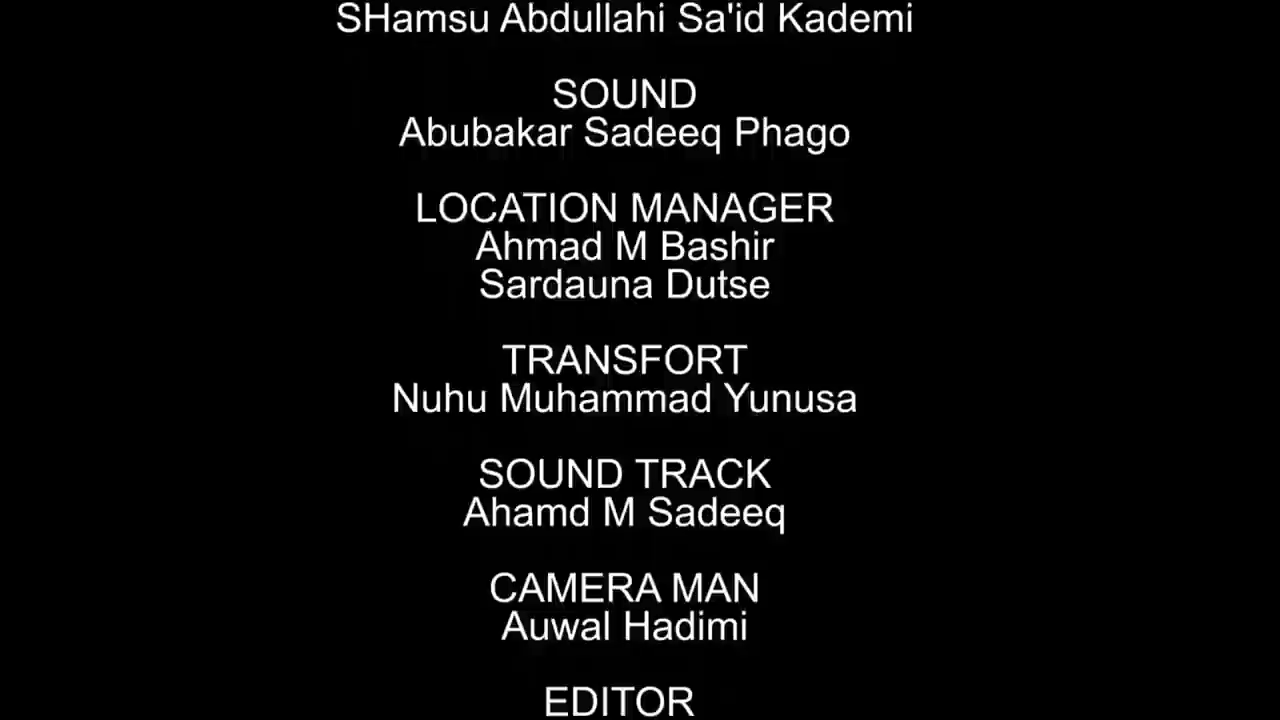 SHamsu Abdullahi Sa'id Kademi
SOUND
Abubakar Sadeeq Phago
LOCATION MANAGER
Ahmad M Bashir
Sardauna Dutse
TRANSFORT
Nuhu Muhammad Yunusa
SOUND TRACK
Ahamd M Sadeeq
CAMERA MAN
Auwal Hadimi
EDITOR